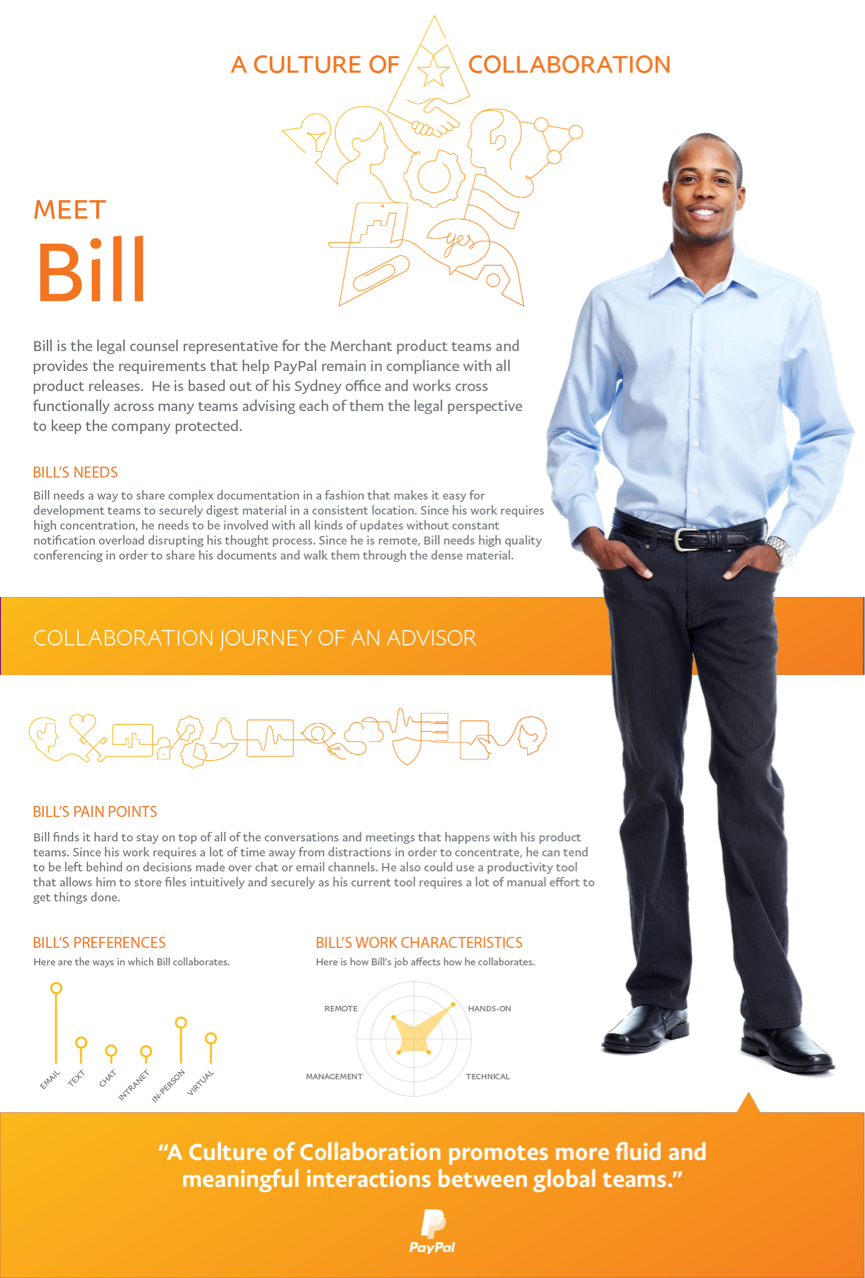 A CULTURE OF COLLABORATION
yes
MEET
Bill
Bill is the legal counsel representative for the Merchant product teams and
provides the requirements that help PayPal remain in compliance with all
product releases.  He is based out of his Sydney office and works cross
functionally across many teams advising each of them the legal perspective
to keep the company protected.
BILL'S NEEDS
Bill needs a way to share complex documentation in a fashion that makes it easy for
development teams to securely digest material in a consistent location. Since his work requires
high concentration, he needs to be involved with all kinds of updates without constant
notification overload disrupting his thought process. Since he is remote, Bill needs high quality
conferencing in order to share his documents and walk them through the dense material.
COLLABORATION JOURNEY OF AN ADVISOR
BILL'S PAIN POINTS
Bill finds it hard to stay on top of all of the conversations and meetings that happens with his product
teams. Since his work requires a lot of time away from distractions in order to concentrate, he can tend
to be left behind on decisions made over chat or email channels. He also could use a productivity tool
that allows him to store files intuitively and securely as his current tool requires a lot of manual effort to
get things done.
BILL'S PREFERENCES
Here are the ways in which Bill collaborates.
EMAIL
TEXT
CHAT
INTRANET
IN-PERSON
VIRTUAL
BILL'S WORK CHARACTERISTICS
Here is how Bill's job affects how he collaborates.
REMOTE
HANDS-ON
MANAGEMENT
TECHNICAL
“A Culture of Collaboration promotes more fluid and
meaningful interactions between global teams.”
PayPal